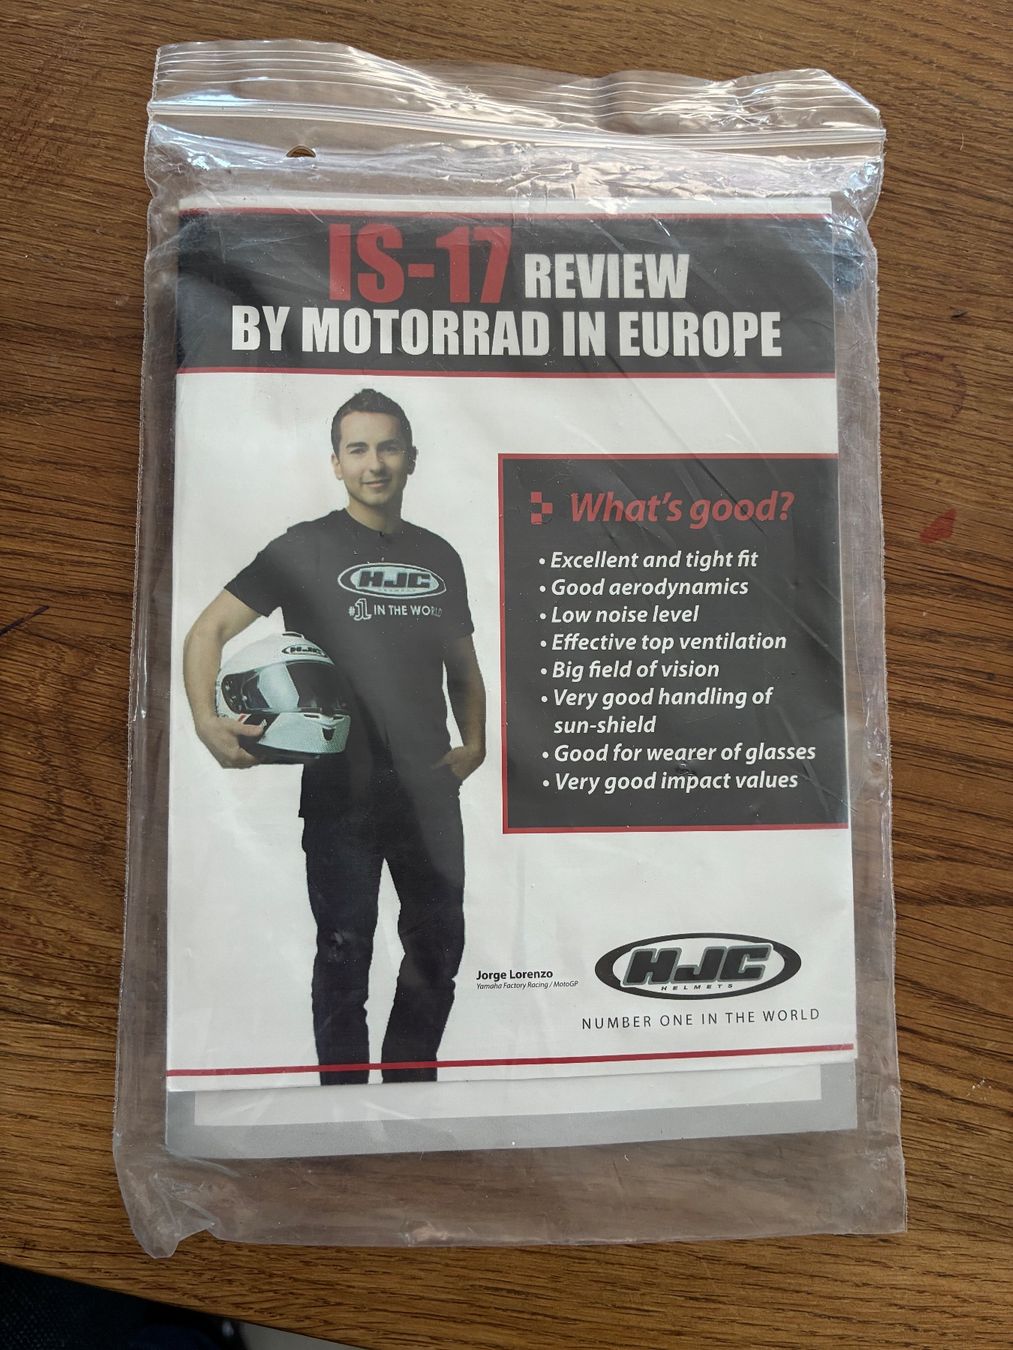 IS-17 REVIEW
BY MOTORRAD IN EUROPE
What's good?
• Excellent and tight fit
• Good aerodynamics
• Low noise level
• Effective top ventilation
• Big field of vision
• Very good handling of
sun-shield
• Good for wearer of glasses
• Very good impact values
HJC
#1 IN THE WORLD
HJC
Jorge Lorenzo
Yamaha Factory Racing / MotoGP
HJC
HELMETS
NUMBER ONE IN THE WORLD